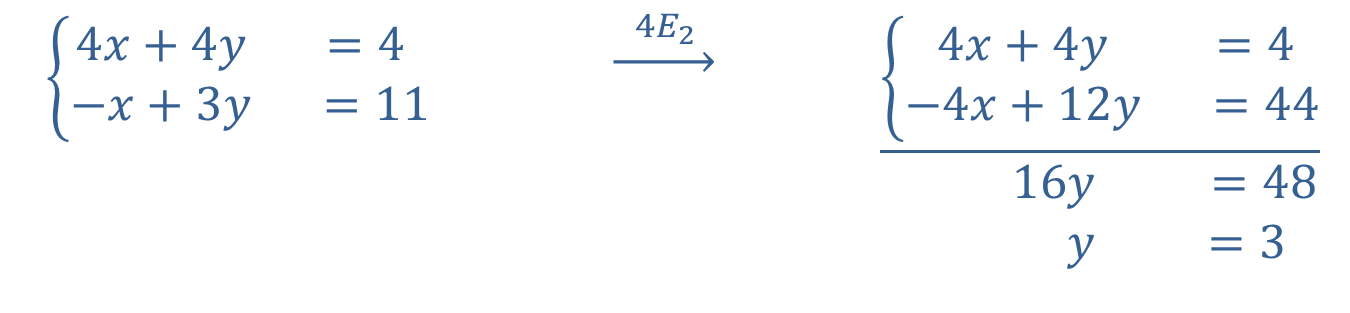 4x + 4y = 4
−x + 3y = 11
4E₂
4x + 4y = 4
−4x + 12y = 44
16y = 48
y = 3